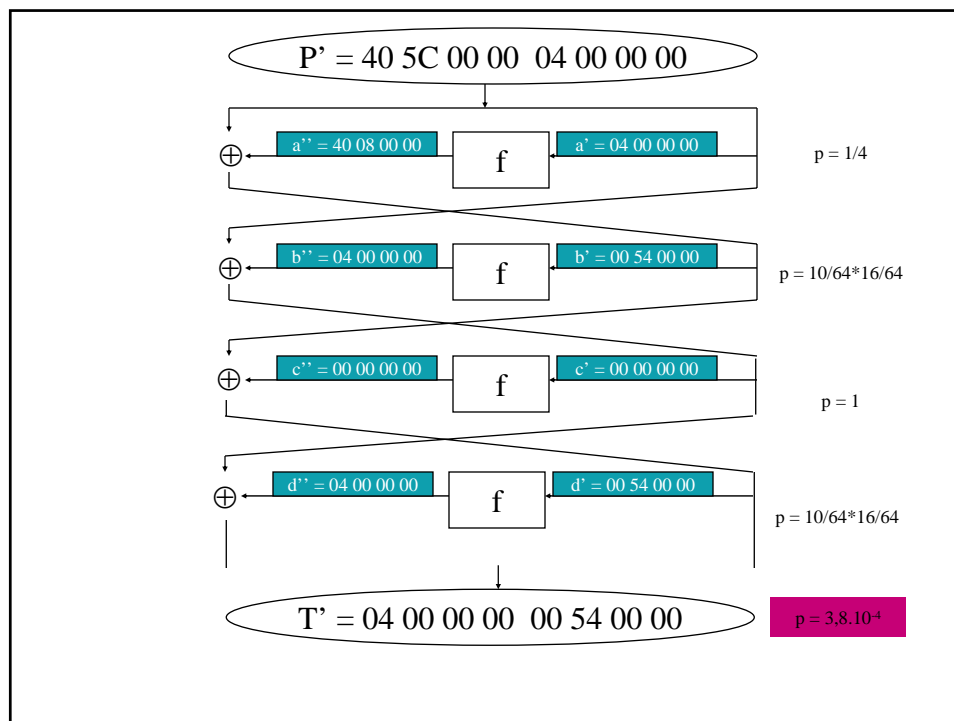 P’ = 40 5C 00 00 04 00 00 00
a’’ = 40 08 00 00
f
a’ = 04 00 00 00
p = 1/4
b’’ = 04 00 00 00
f
b’ = 00 54 00 00
p = 10/64*16/64
c’’ = 00 00 00 00
f
c’ = 00 00 00 00
p = 1
d’’ = 04 00 00 00
f
d’ = 00 54 00 00
p = 10/64*16/64
T’ = 04 00 00 00 00 54 00 00
p = 3,8.10⁻⁴